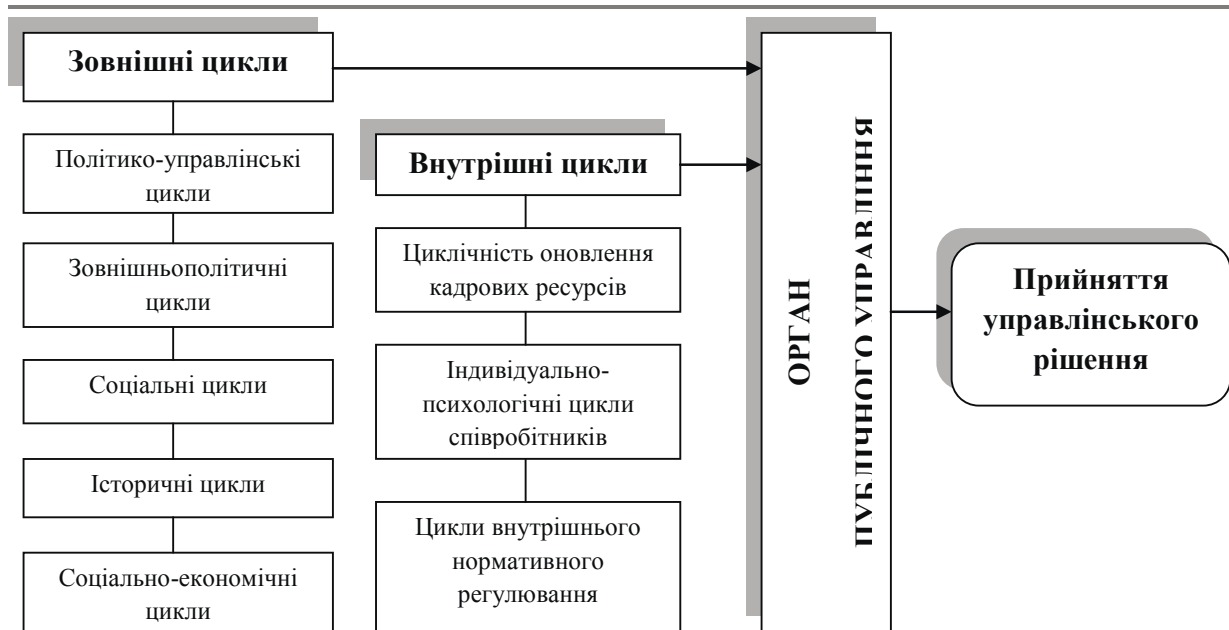 Зовнішні цикли
Політико-управлінські
цикли
Зовнішньополітичні
цикли
Соціальні цикли
Історичні цикли
Соціально-економічні
цикли
Внутрішні цикли
Циклічність оновлення
кадрових ресурсів
Індивідуально-
психологічні цикли
співробітників
Цикли внутрішнього
нормативного
регулювання
ОРГАН
ПУБЛІЧНОГО УПРАВЛІННЯ
Прийняття
управлінського
рішення